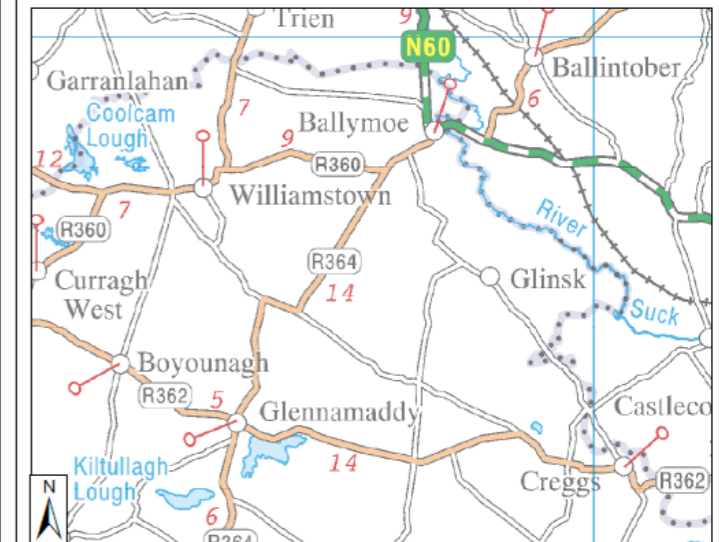 Trien
9
N60
Ballintober
Garranlahan
Coolcam
Lough
7
6
Ballymoe
9
12
R360
Williamstown
7
R360
River
R364
14
Glinsk
Curragh
West
Suck
Boyounagh
R362
5
Glennamaddy
Castleco
14
Kiltullagh
Lough
Creggs
R362
N
6
R364